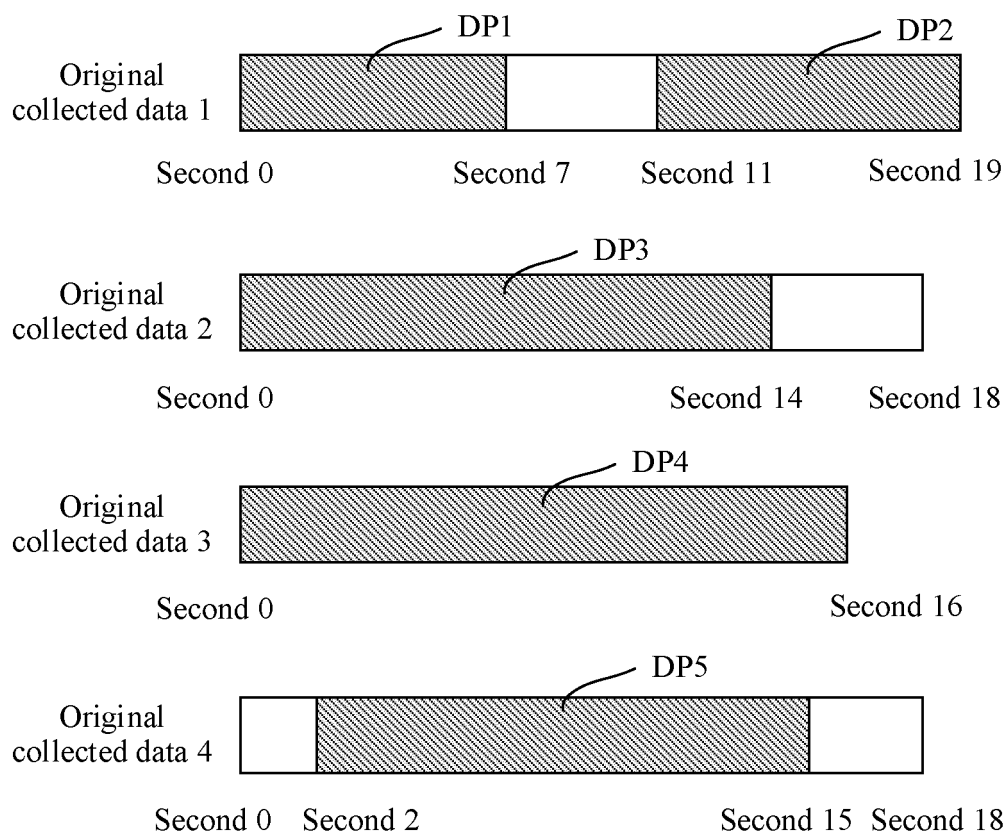 DP1
DP2
Original
collected data 1
Second 0
Second 7
Second 11
Second 19
DP3
Original
collected data 2
Second 0
Second 14
Second 18
DP4
Original
collected data 3
Second 0
Second 16
DP5
Original
collected data 4
Second 0
Second 2
Second 15
Second 18